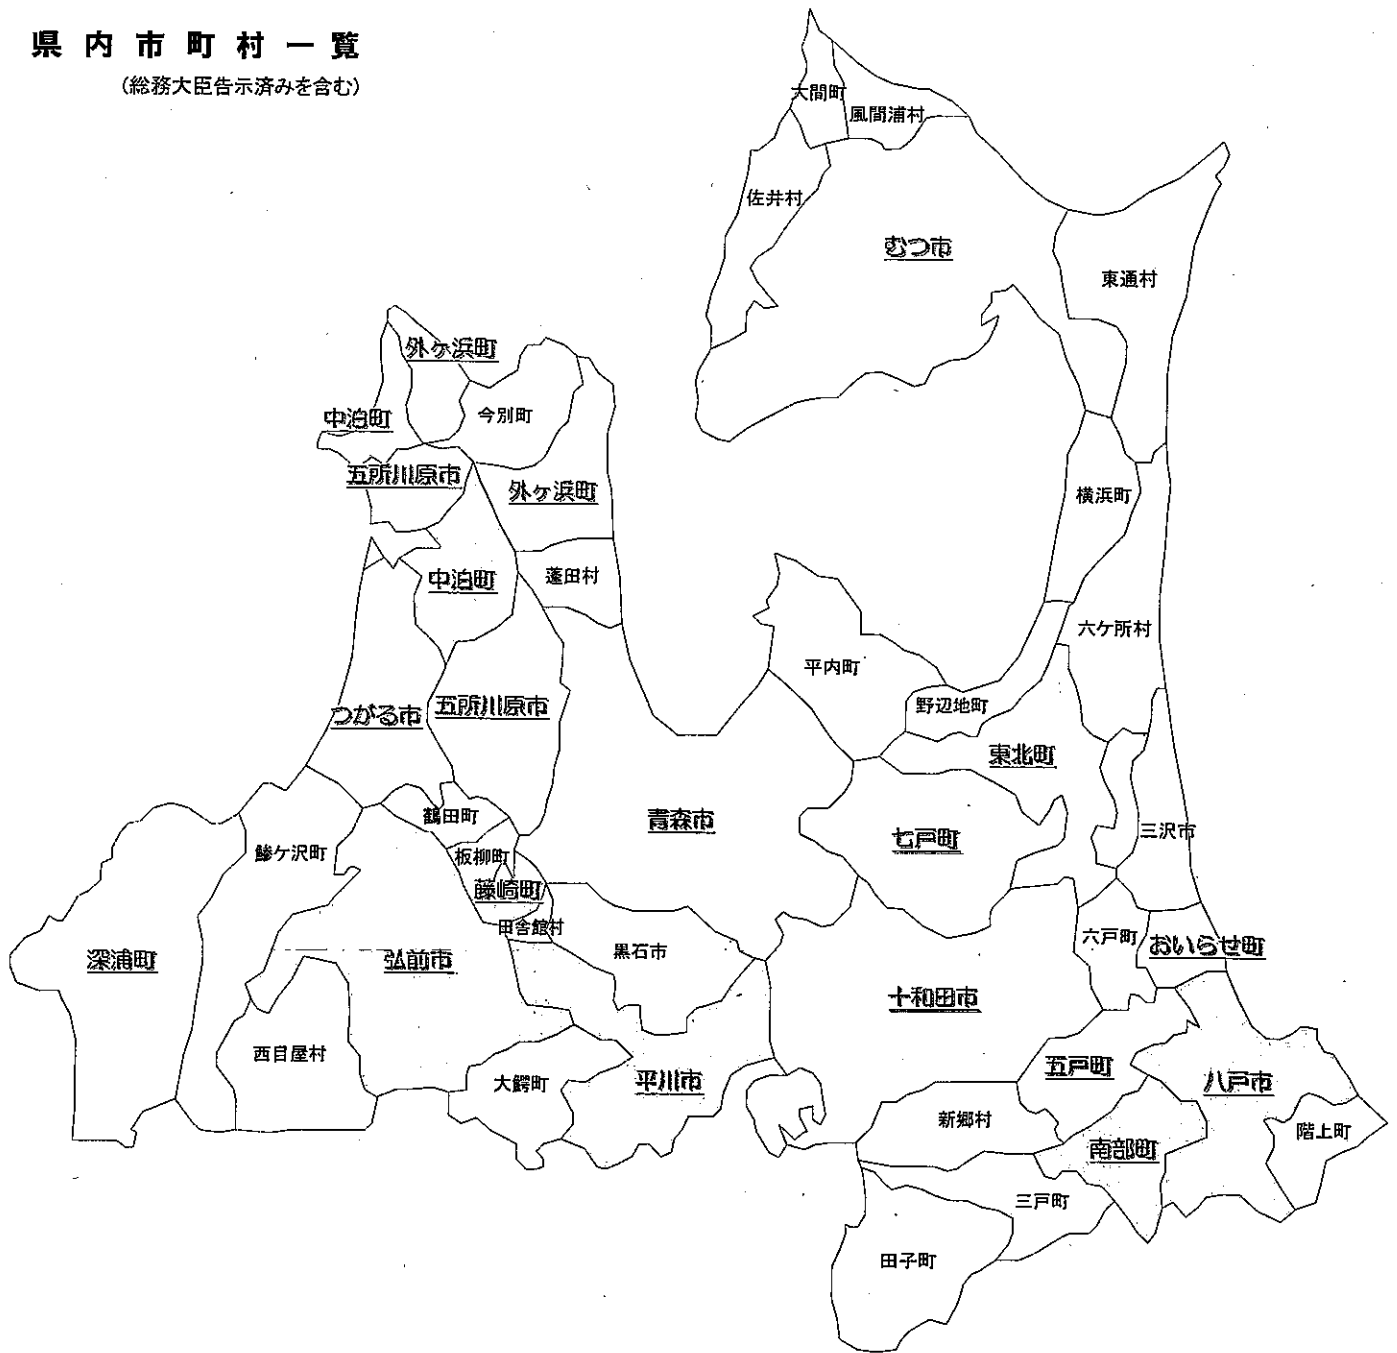 県内市町村一覧
(総務大臣告示済みを含む)
大間町
風間浦村
佐井村
むつ市
東通村
外ヶ浜町
中泊町
今別町
五所川原市
外ヶ浜町
横浜町
中泊町
蓬田村
六ケ所村
平内町
つがる市
五所川原市
野辺地町
東北町
鶴田町
青森市
七戸町
三沢市
鰺ケ沢町
板柳町
藤崎町
田舎館村
六戸町
おいらせ町
深浦町
弘前市
黒石市
十和田市
西目屋村
大鰐町
平川市
五戸町
八戸市
新郷村
階上町
南部町
三戸町
田子町